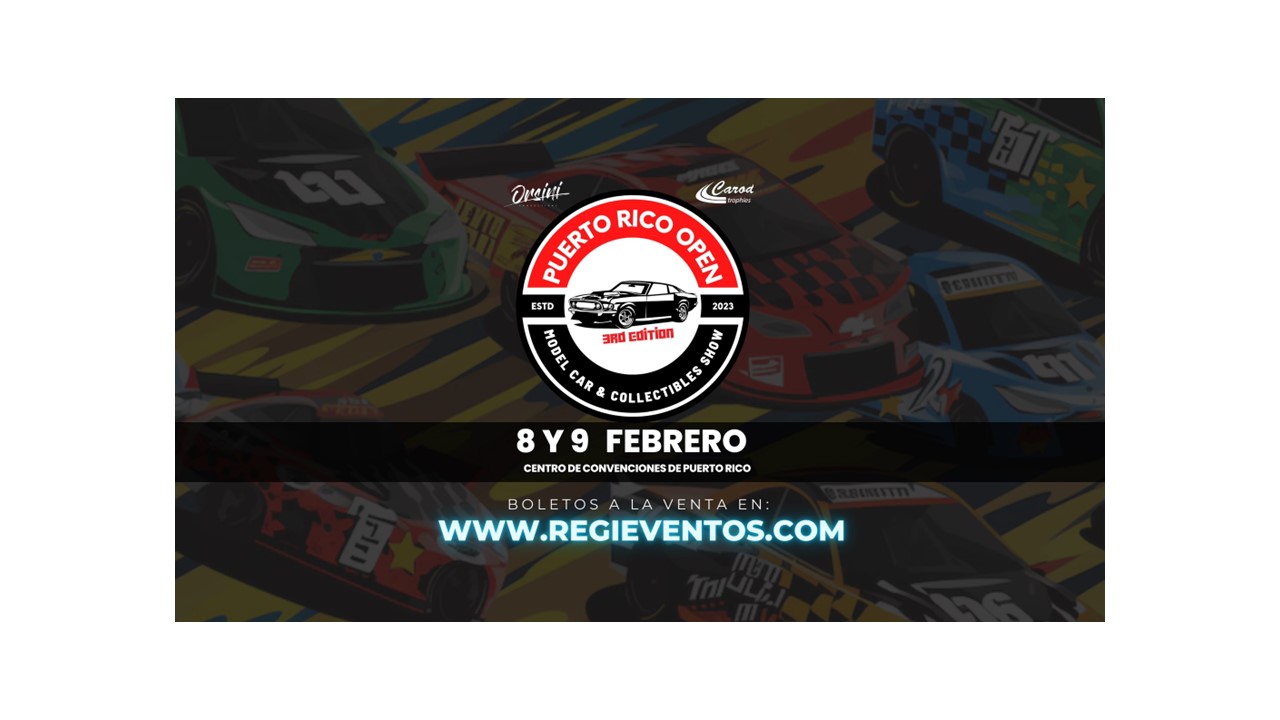 Orsini
Carod
trophies
PUERTO RICO OPEN
ESTD
2023
3RD EDITION
MODEL CAR & COLLECTIBLES SHOW
8 Y 9 FEBRERO
CENTRO DE CONVENCIONES DE PUERTO RICO
BOLETOS A LA VENTA EN:
WWW.REGIEVENTOS.COM